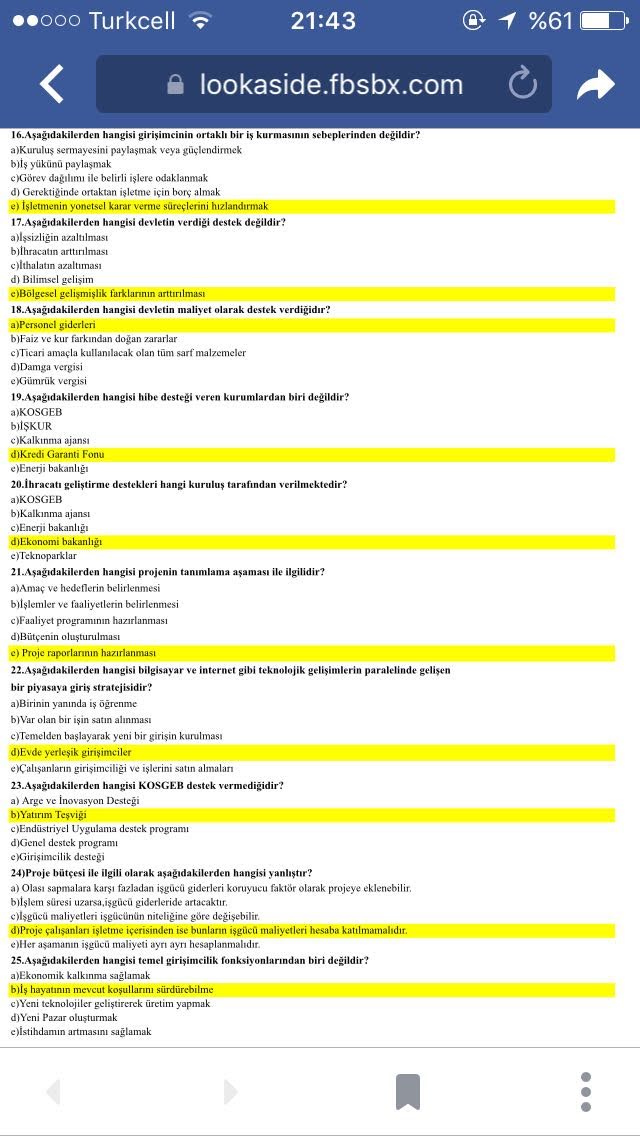 Turkcell 21:43 %61
lookaside.fbsbx.com
16.Aşağıdakilerden hangisi girişimcinin ortaklı bir iş kurmasının sebeplerinden değildir?
a)Kuruluş sermayesini paylaşmak veya güçlendirmek
b)İş yükünü paylaşmak
c)Görev dağılımı ile belirli işlere odaklanmak
d) Gerektiğinde ortaktan işletme için borç almak
e) İşletmenin yonetsel karar verme süreçlerini hızlandırmak
17.Aşağıdakilerden hangisi devletin verdiği destek değildir?
a)İşsizliğin azaltılması
b)İhracatın arttırılması
c)İthalatın azaltıması
d) Bilimsel gelişim
e)Bölgesel gelişmişlik farklarının arttırılması
18.Aşağıdakilerden hangisi devletin maliyet olarak destek verdiğidır?
a)Personel giderleri
b)Faiz ve kur farkından doğan zararlar
c)Ticari amaçla kullanılacak olan tüm sarf malzemeler
d)Damga vergisi
e)Gümrük vergisi
19.Aşağıdakilerden hangisi hibe desteği veren kurumlardan biri değildir?
a)KOSGEB
b)İŞKUR
c)Kalkınma ajansı
d)Kredi Garanti Fonu
e)Enerji bakanlığı
20.İhracatı geliştirme destekleri hangi kuruluş tarafından verilmektedir?
a)KOSGEB
b)Kalkınma ajansı
c)Enerji bakanlığı
d)Ekonomi bakanlığı
e)Teknoparklar
21.Aşağıdakilerden hangisi projenin tanımlama aşaması ile ilgilidir?
a)Amaç ve hedeflerin belirlenmesi
b)İşlemler ve faaliyetlerin belirlenmesi
c)Faaliyet programının hazırlanması
d)Bütçenin oluşturulması
e) Proje raporlarının hazırlanması
22.Aşağıdakilerden hangisi bilgisayar ve internet gibi teknolojik gelişimlerin paralelinde gelişen
bir piyasaya giriş stratejisidir?
a)Birinin yanında iş öğrenme
b)Var olan bir işin satın alınması
c)Temelden başlayarak yeni bir girişin kurulması
d)Evde yerleşik girişimciler
e)Çalışanların girişimciliği ve işlerini satın almaları
23.Aşağıdakilerden hangisi KOSGEB destek vermediğidir?
a) Arge ve İnovasyon Desteği
b)Yatırım Teşviği
c)Endüstriyel Uygulama destek programı
d)Genel destek programı
e)Girişimcilik desteği
24)Proje bütçesi ile ilgili olarak aşağıdakilerden hangisi yanlıştır?
a) Olası sapmalara karşı fazladan işgücü giderleri koruyucu faktör olarak projeye eklenebilir.
b)İşlem süresi uzarsa,işgücü giderleride artacaktır.
c)İşgücü maliyetleri işgücünün niteliğine göre değişebilir.
d)Proje çalışanları işletme içerisinden ise bunların işgücü maliyetleri hesaba katılmamalıdır.
e)Her aşamanın işgücü maliyeti ayrı ayrı hesaplanmalıdır.
25.Aşağıdakilerden hangisi temel girişimcilik fonksiyonlarından biri değildir?
a)Ekonomik kalkınma sağlamak
b)İş hayatının mevcut koşullarını sürdürebilme
c)Yeni teknolojiler geliştirerek üretim yapmak
d)Yeni Pazar oluşturmak
e)İstihdamın artmasını sağlamak